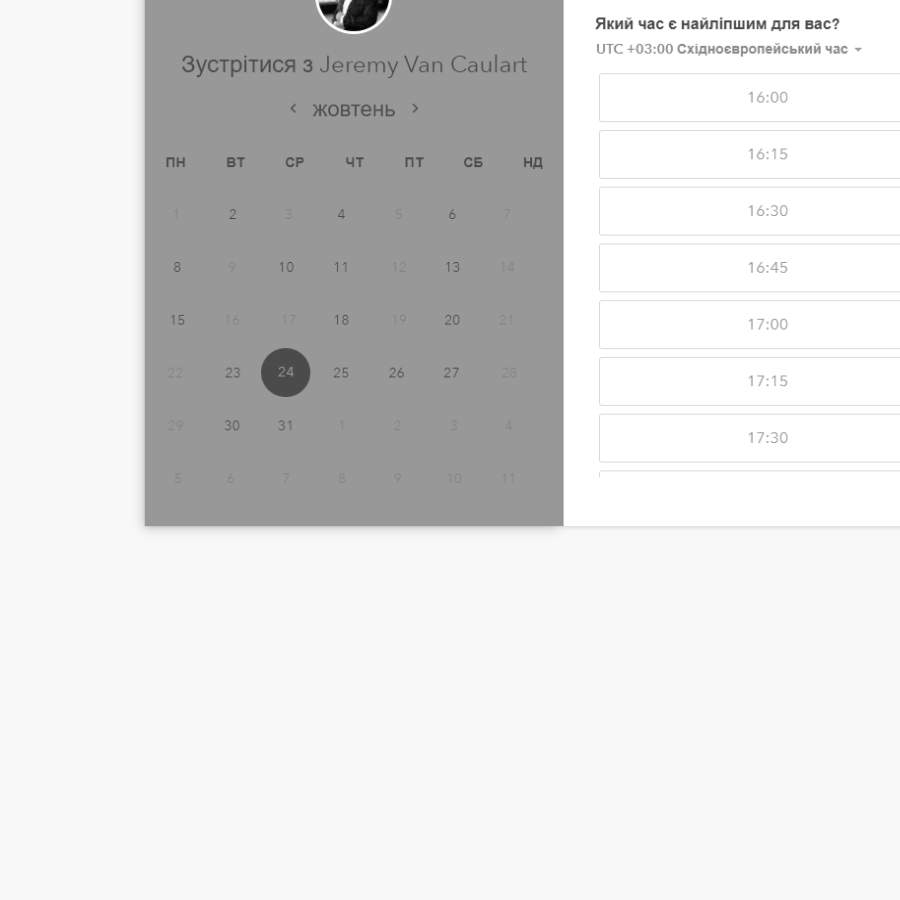 Зустрітися з Jeremy Van Caulart
жовтень
ПН ВТ СР ЧТ ПТ СБ НД
1 2 3 4 5 6 7
8 9 10 11 12 13 14
15 16 17 18 19 20 21
22 23 24 25 26 27 28
29 30 31 1 2 3 4
5 6 7 8 9 10 11
Який час є найліпшим для вас?
UTC +03:00 Східноєвропейський час
16:00
16:15
16:30
16:45
17:00
17:15
17:30